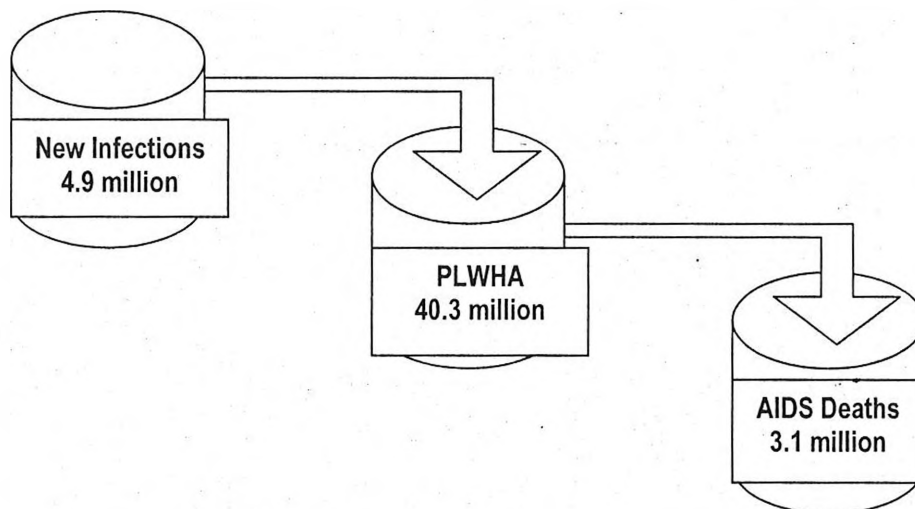 New Infections
4.9 million
PLWHA
40.3 million
AIDS Deaths
3.1 million